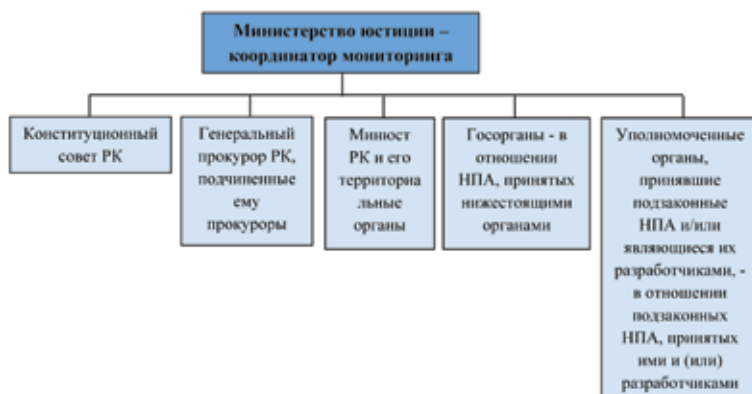 Министерство юстиции –
координатор мониторинга
Конституционный
совет РК
Генеральный
прокурор РК,
подчиненные
ему
прокуроры
Минюст
РК и его
территориа
льные
органы
Госорганы - в
отношении
НПА, принятых
нижестоящими
органами
Уполномоченные
органы,
принявшие
подзаконные
НПА и/или
являющиеся их
разработчиками, -
в отношении
подзаконных
НПА, принятых
ими и (или)
разработчиками